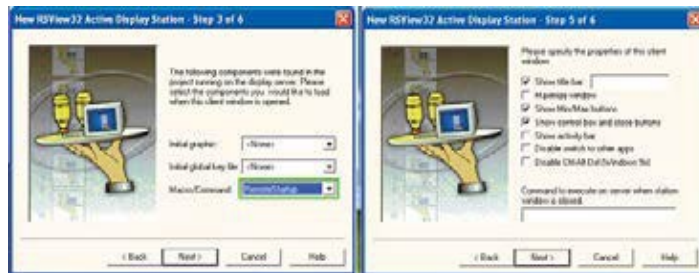 New RSView32 Active Display Station - Step 3 of 6
The following components were found in the
project running on the display server. Please
select the components you would like to load
when this client window is opened.
Initial graphic: <None>
Initial global key file: <None>
Macro/Command: RemoteStartup
< Back Next > Cancel Help
New RSView32 Active Display Station - Step 5 of 6
Please specify the properties of this client
window.
Show title bar
Maximize window
Show Min/Max buttons
Show control box and close buttons
Show activity bar
Disable switch to other apps
Disable Ctrl-Alt-Del (Windows 9x)
Command to execute on server when station
window is closed.
< Back Next > Cancel Help